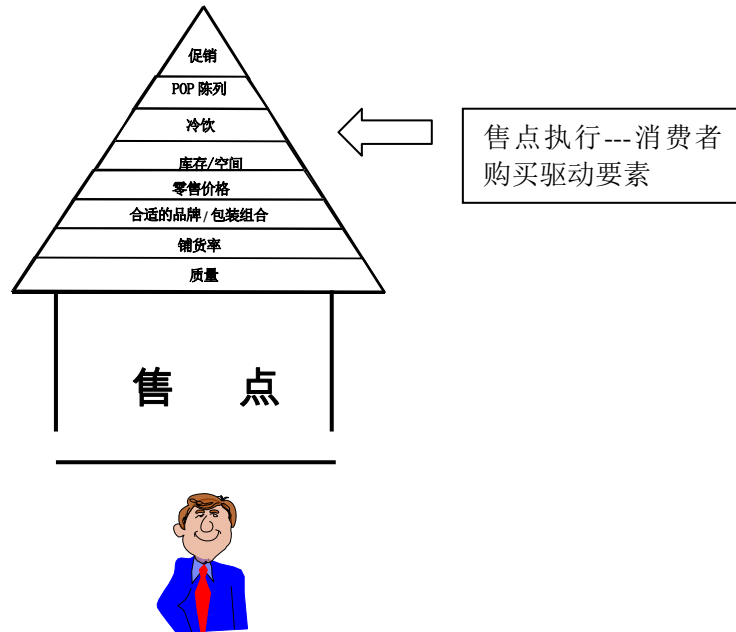 促销
POP 陈列
冷饮
库存/空间
零售价格
合适的品牌/包装组合
铺货率
质量
售点执行---消费者
购买驱动要素
售 点